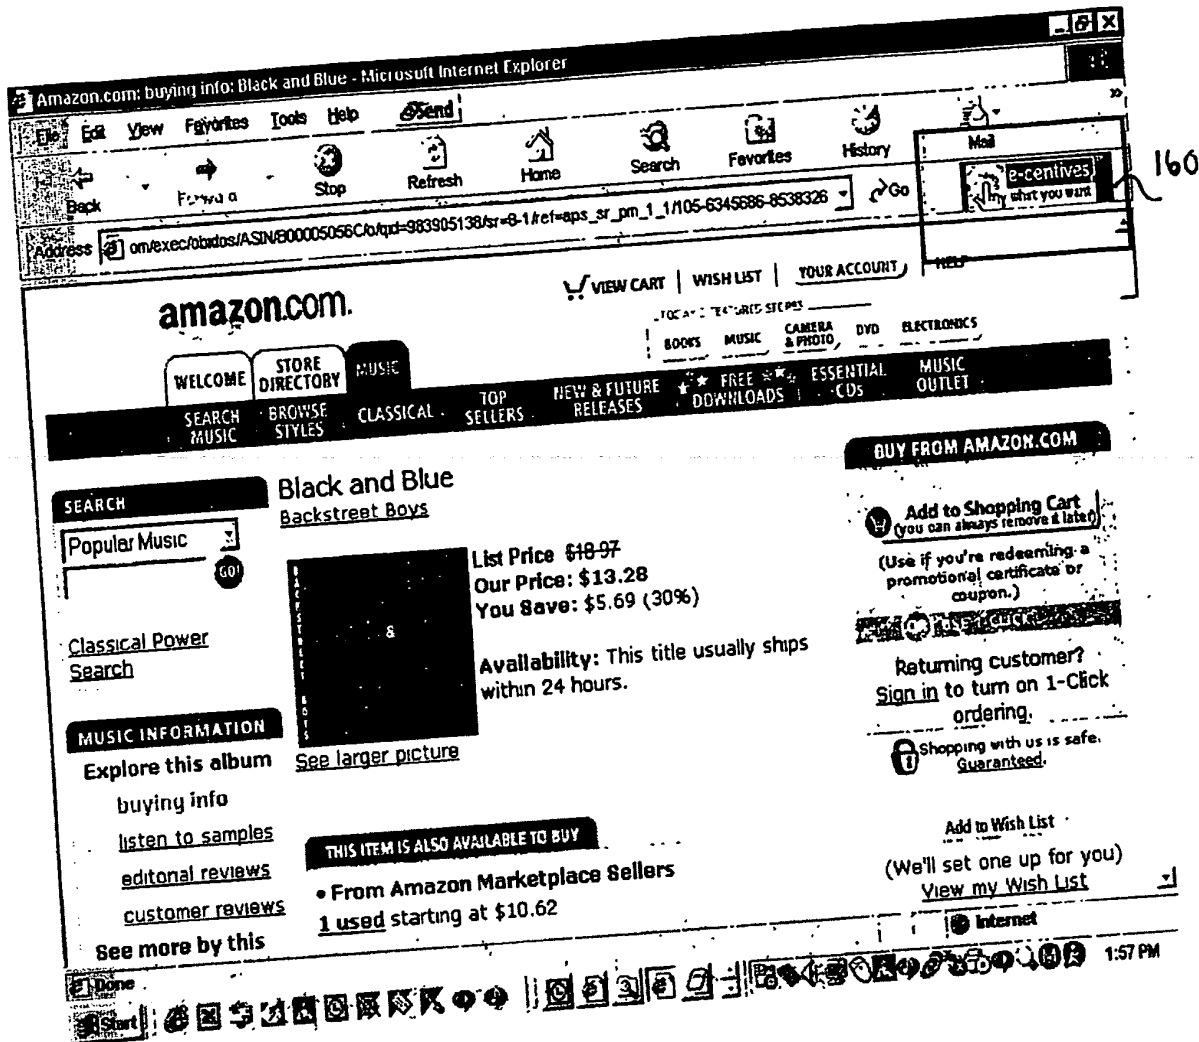 Amazon.com: buying info: Black and Blue - Microsoft Internet Explorer
File Edit View Favorites Tools Help Send
Back Stop Refresh Home Search Favorites History Mail
160
e-centives
what you want
Address om/exec/obidos/ASIN/B00005056C/o/qid=983905138/sr=8-1/ref=aps_sr_pm_1_1/105-6345686-8538326 Go
amazon.com.
VIEW CART | WISH LIST | YOUR ACCOUNT | HELP
BOOKS MUSIC CAMERA & PHOTO DVD ELECTRONICS
WELCOME STORE DIRECTORY MUSIC
SEARCH MUSIC BROWSE STYLES CLASSICAL TOP SELLERS NEW & FUTURE RELEASES FREE DOWNLOADS ESSENTIAL CDs MUSIC OUTLET
SEARCH
Popular Music
GO!
Classical Power
Search
MUSIC INFORMATION
Explore this album
buying info
listen to samples
editorial reviews
customer reviews
See more by this
Black and Blue
Backstreet Boys
BACKSTREET BOYS
&
See larger picture
List Price $18.97
Our Price: $13.28
You Save: $5.69 (30%)
Availability: This title usually ships
within 24 hours.
THIS ITEM IS ALSO AVAILABLE TO BUY
• From Amazon Marketplace Sellers
1 used starting at $10.62
BUY FROM AMAZON.COM
Add to Shopping Cart
(you can always remove it later)
(Use if you're redeeming a
promotional certificate or
coupon.)
Returning customer?
Sign in to turn on 1-Click
ordering.
Shopping with us is safe.
Guaranteed.
Add to Wish List
(We'll set one up for you)
View my Wish List
Done Internet
Start 1:57 PM